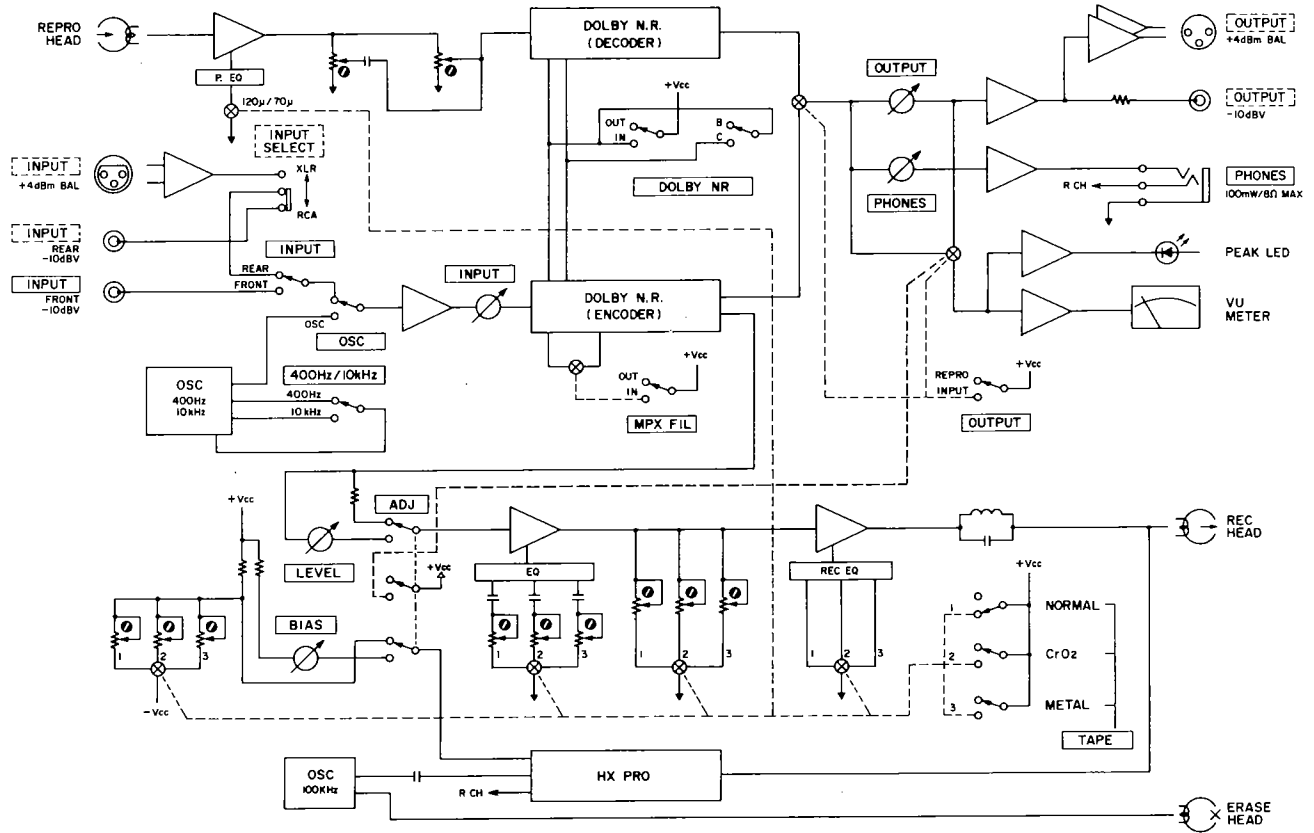 REPRO
HEAD
P. EQ
120μ/70μ
DOLBY N.R.
(DECODER)
+Vcc
OUT
IN
B
C
DOLBY NR
OUTPUT
PHONES
OUTPUT
+4dBm BAL
OUTPUT
-10dBV
R CH
PHONES
100mW/8Ω MAX
PEAK LED
VU
METER
INPUT
SELECT
XLR
RCA
INPUT
+4dBm BAL
INPUT
REAR
-10dBV
INPUT
FRONT
-10dBV
INPUT
REAR
FRONT
OSC
OSC
INPUT
DOLBY N.R.
(ENCODER)
OSC
400Hz
10kHz
400Hz/10kHz
400Hz
10kHz
+Vcc
OUT
IN
MPX FIL
REPRO
INPUT
+Vcc
OUTPUT
+Vcc
ADJ
LEVEL
+Vcc
BIAS
1
2
3
-Vcc
EQ
1
2
3
1
2
3
REC EQ
1
2
3
REC
HEAD
+Vcc
1
NORMAL
2
CrO2
3
METAL
TAPE
OSC
100KHz
HX PRO
R CH
ERASE
HEAD